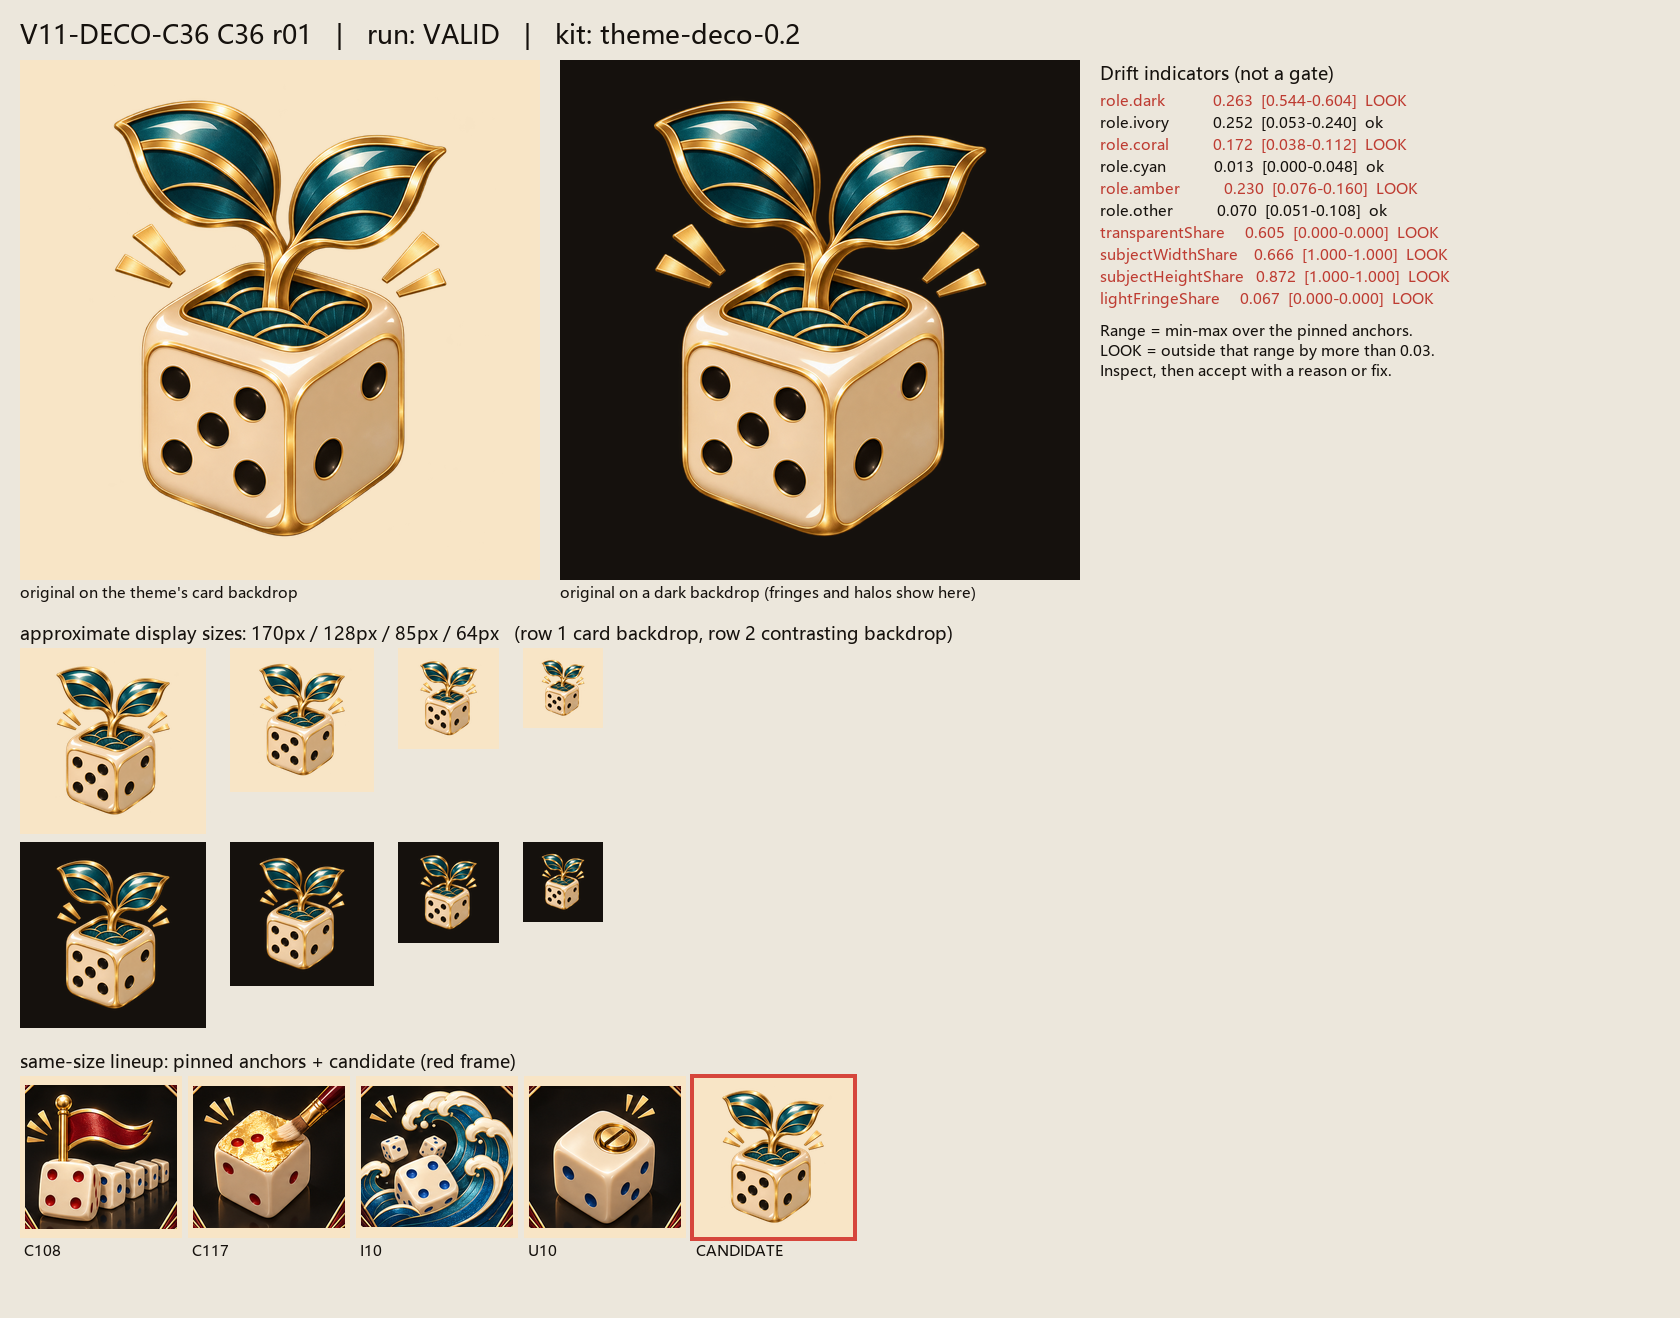 V11-DECO-C36 C36 r01 | run: VALID | kit: theme-deco-0.2
original on the theme's card backdrop
original on a dark backdrop (fringes and halos show here)
Drift indicators (not a gate)
role.dark 0.263 [0.544-0.604] LOOK
role.ivory 0.252 [0.053-0.240] ok
role.coral 0.172 [0.038-0.112] LOOK
role.cyan 0.013 [0.000-0.048] ok
role.amber 0.230 [0.076-0.160] LOOK
role.other 0.070 [0.051-0.108] ok
transparentShare 0.605 [0.000-0.000] LOOK
subjectWidthShare 0.666 [1.000-1.000] LOOK
subjectHeightShare 0.872 [1.000-1.000] LOOK
lightFringeShare 0.067 [0.000-0.000] LOOK
Range = min-max over the pinned anchors.
LOOK = outside that range by more than 0.03.
Inspect, then accept with a reason or fix.
approximate display sizes: 170px / 128px / 85px / 64px (row 1 card backdrop, row 2 contrasting backdrop)
same-size lineup: pinned anchors + candidate (red frame)
C108
C117
I10
U10
CANDIDATE